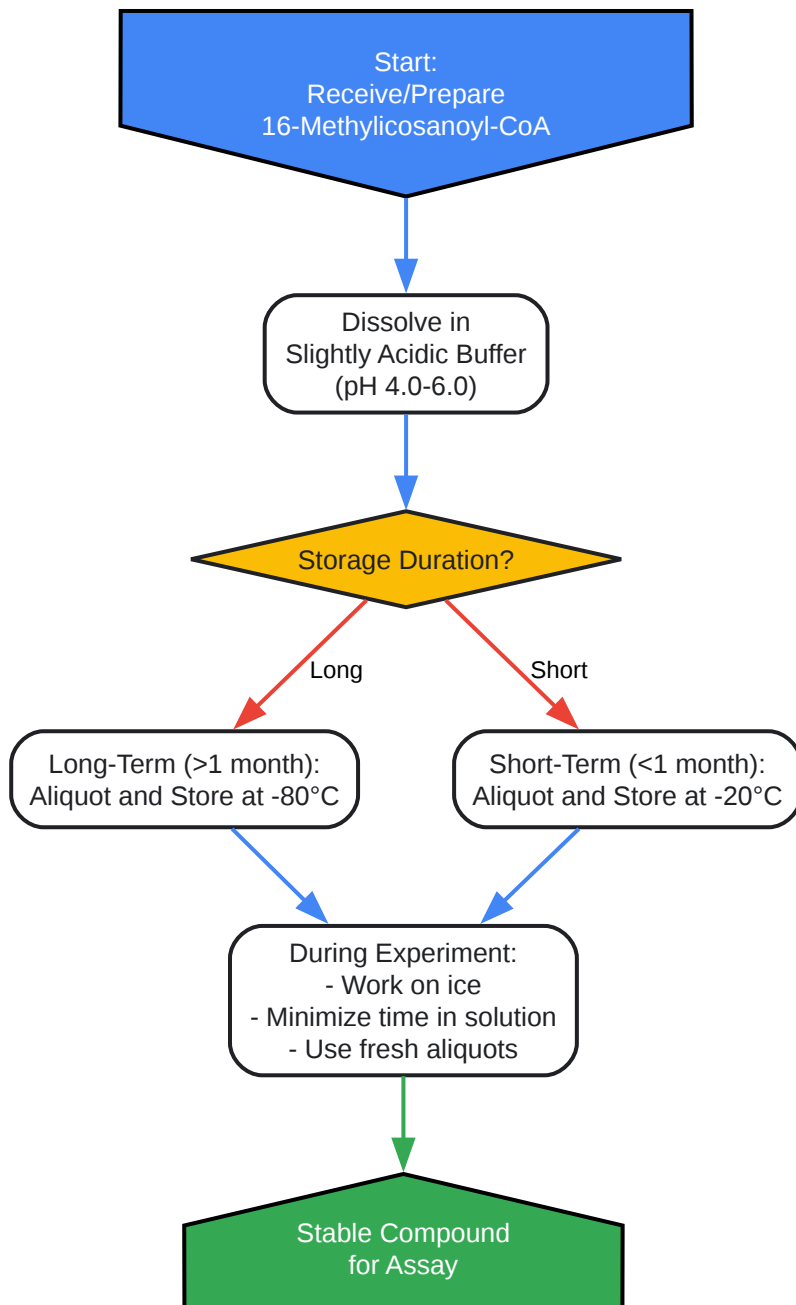 Start:
Receive/Prepare
16-Methylicosanoyl-CoA
Dissolve in
Slightly Acidic Buffer
(pH 4.0-6.0)
Storage Duration?
Long
Short
Long-Term (>1 month):
Aliquot and Store at -80°C
Short-Term (<1 month):
Aliquot and Store at -20°C
During Experiment:
- Work on ice
- Minimize time in solution
- Use fresh aliquots
Stable Compound
for Assay